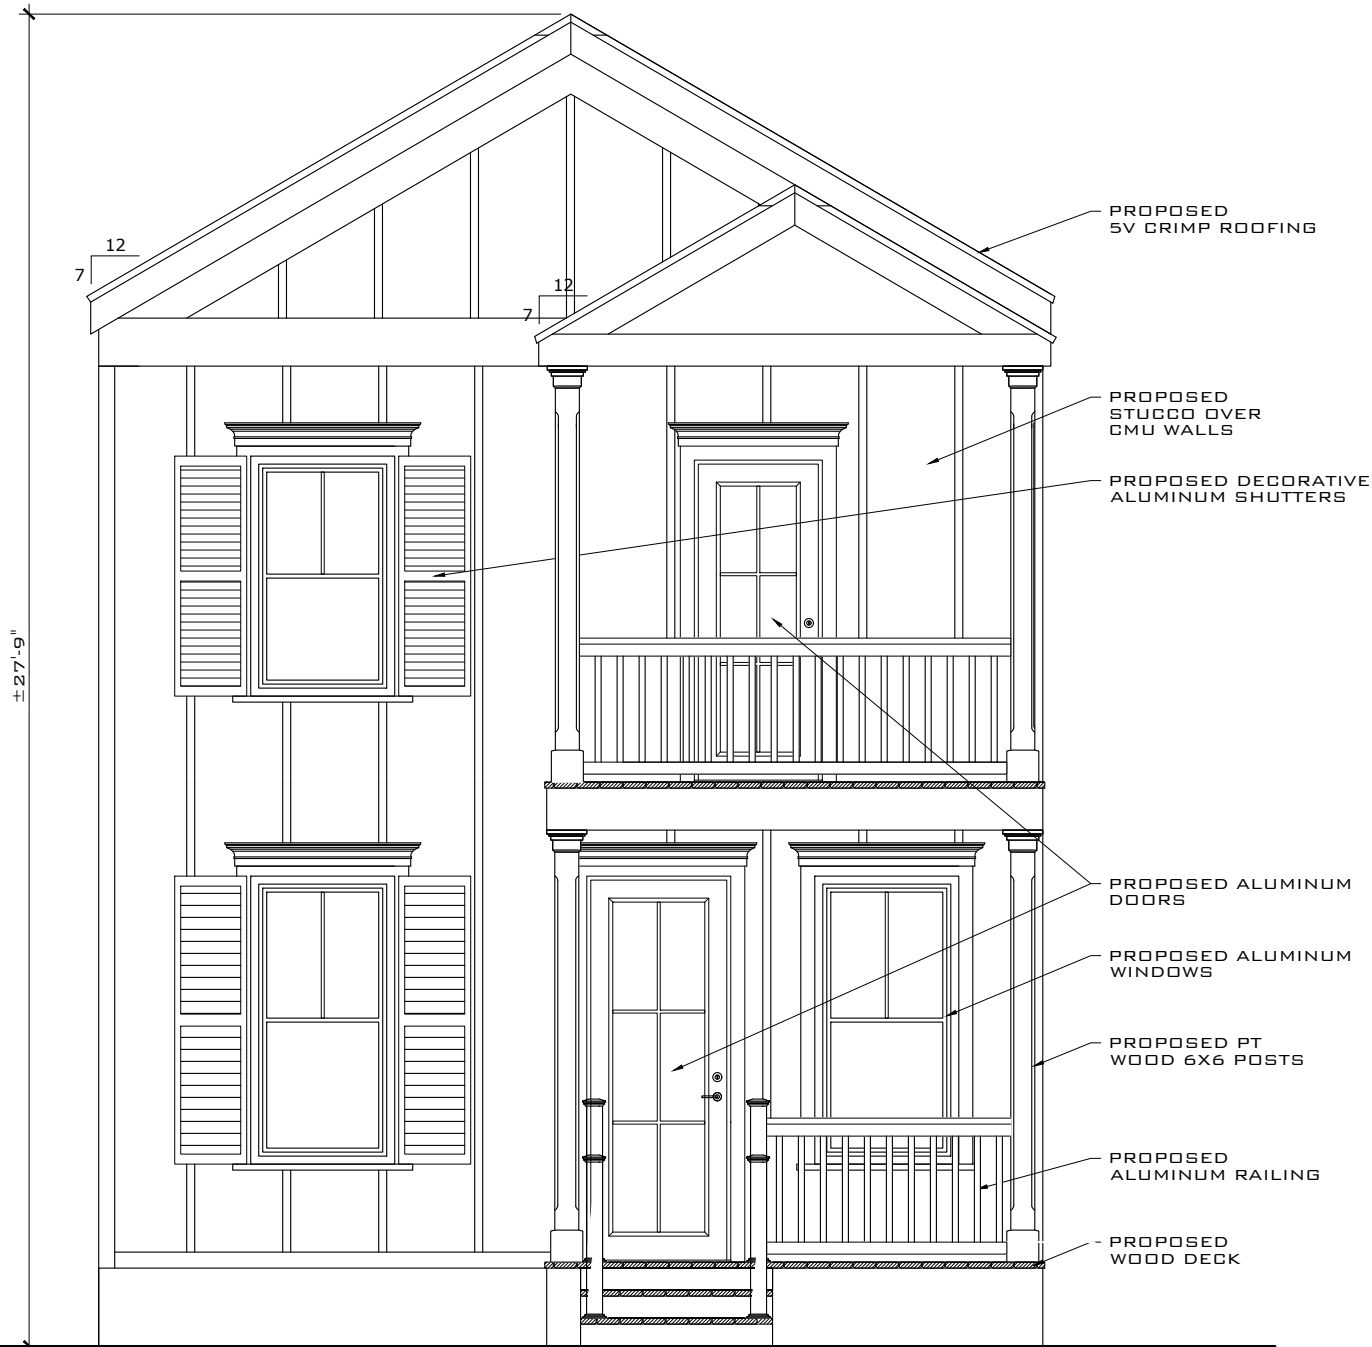 12
7
12
7
±27'-9"
PROPOSED
5V CRIMP ROOFING
PROPOSED
STUCCO OVER
CMU WALLS
PROPOSED DECORATIVE
ALUMINUM SHUTTERS
PROPOSED ALUMINUM
DOORS
PROPOSED ALUMINUM
WINDOWS
PROPOSED PT
WOOD 6X6 POSTS
PROPOSED
ALUMINUM RAILING
PROPOSED
WOOD DECK